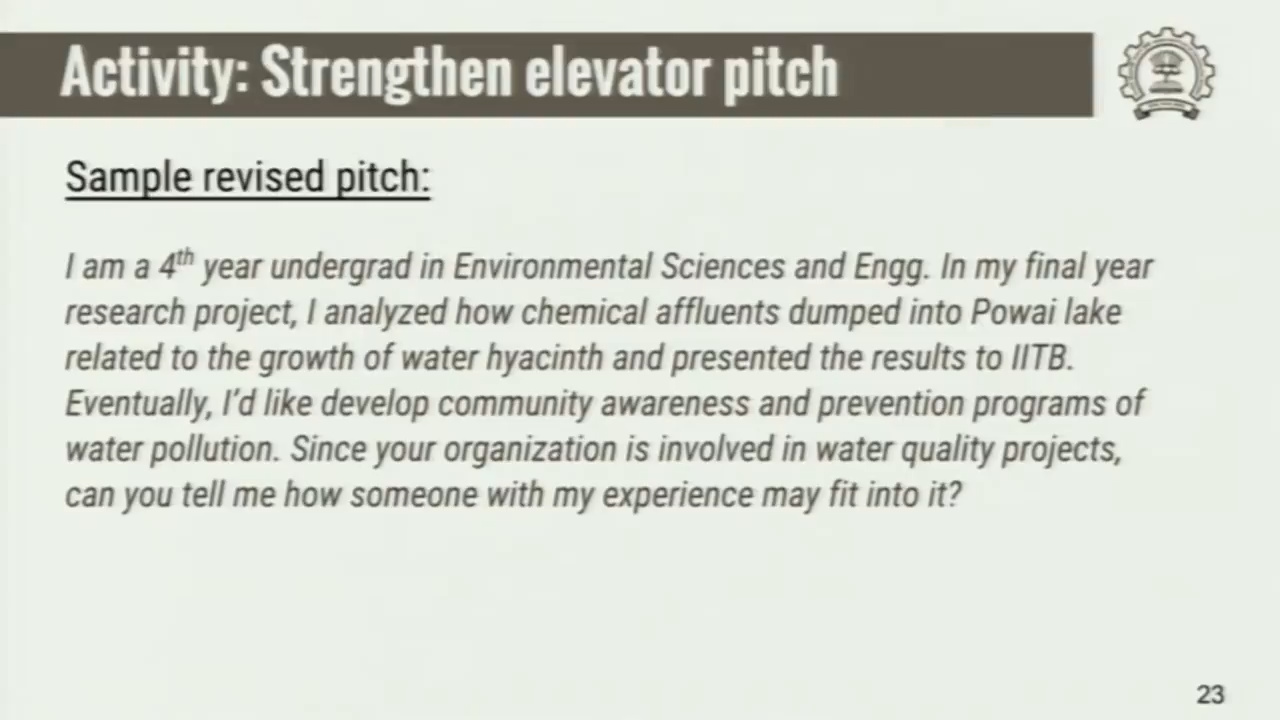 Activity: Strengthen elevator pitch
Sample revised pitch:
I am a 4th year undergrad in Environmental Sciences and Engg. In my final year
research project, I analyzed how chemical affluents dumped into Powai lake
related to the growth of water hyacinth and presented the results to IITB.
Eventually, I'd like develop community awareness and prevention programs of
water pollution. Since your organization is involved in water quality projects,
can you tell me how someone with my experience may fit into it?
23